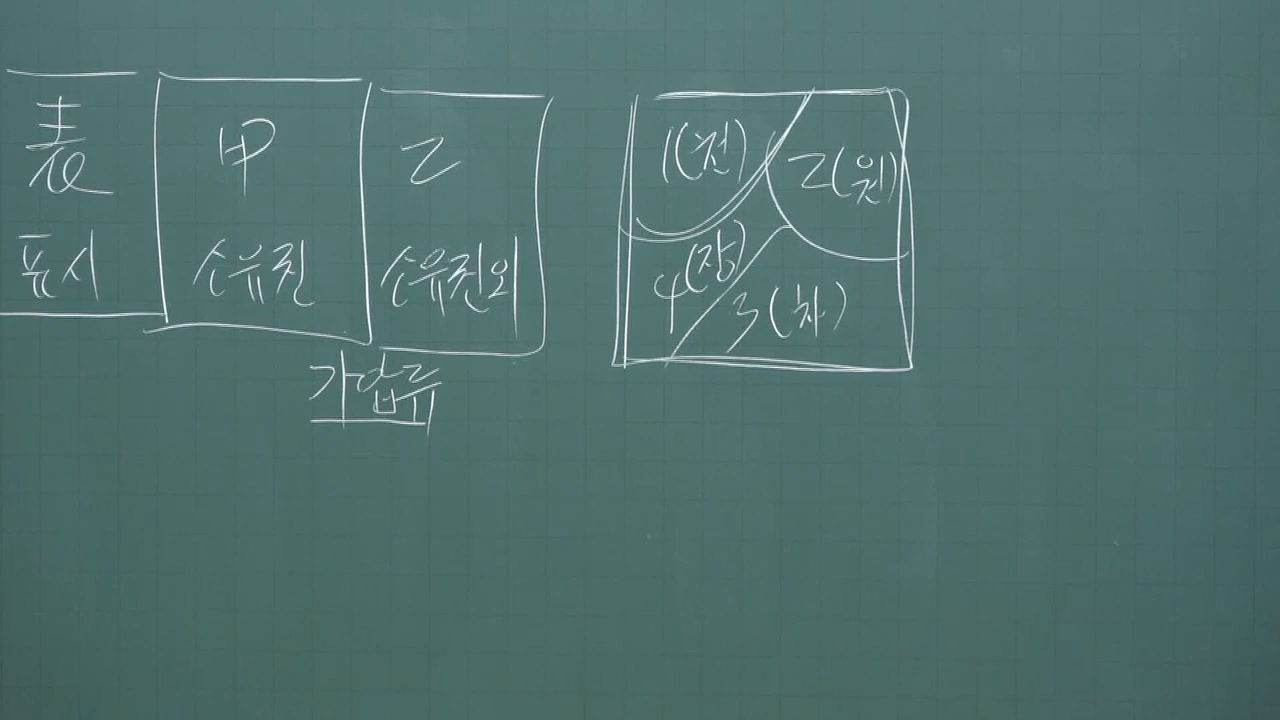 表 甲 乙
표시 소유권 소유권외
가압류
1(전) 2(원)
4(장) 3(차)